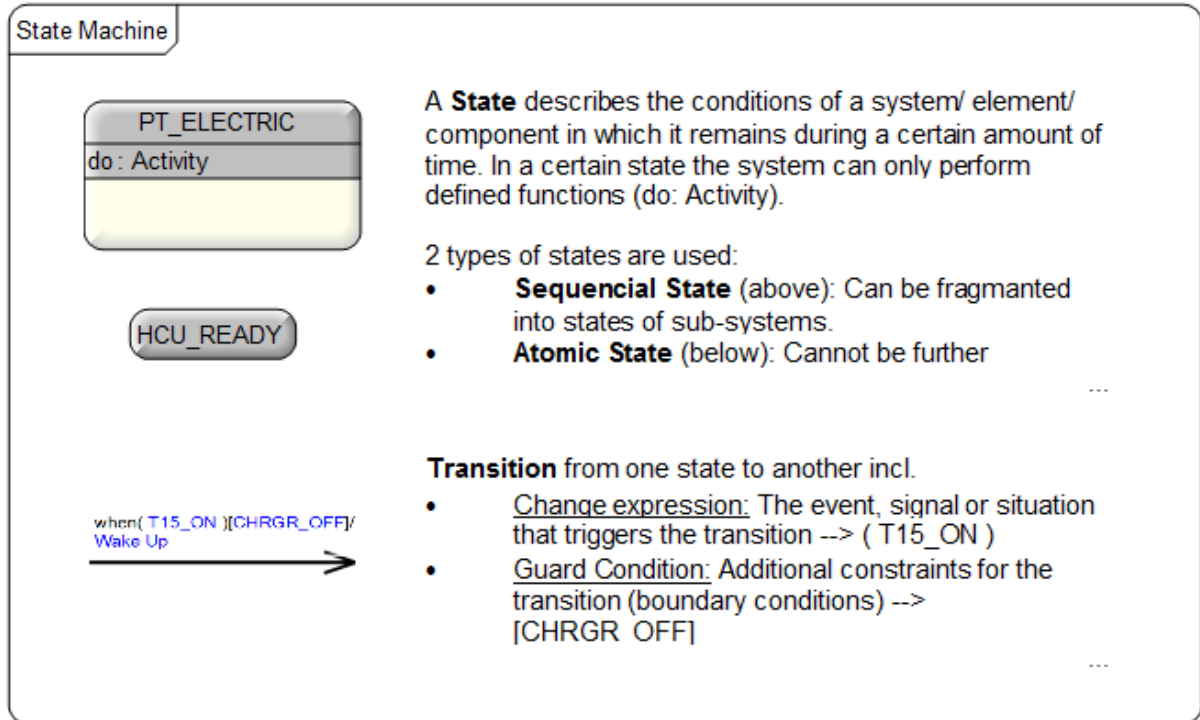 State Machine
PT_ELECTRIC
do : Activity
HCU_READY
A State describes the conditions of a system/ element/
component in which it remains during a certain amount of
time. In a certain state the system can only perform
defined functions (do: Activity).
2 types of states are used:
• Sequencial State (above): Can be fragmanted
into states of sub-systems.
• Atomic State (below): Cannot be further
...
when( T15_ON )[CHRGR_OFF]/
Wake Up
Transition from one state to another incl.
• Change expression: The event, signal or situation
that triggers the transition --> ( T15_ON )
• Guard Condition: Additional constraints for the
transition (boundary conditions) -->
[CHRGR_OFF]
...